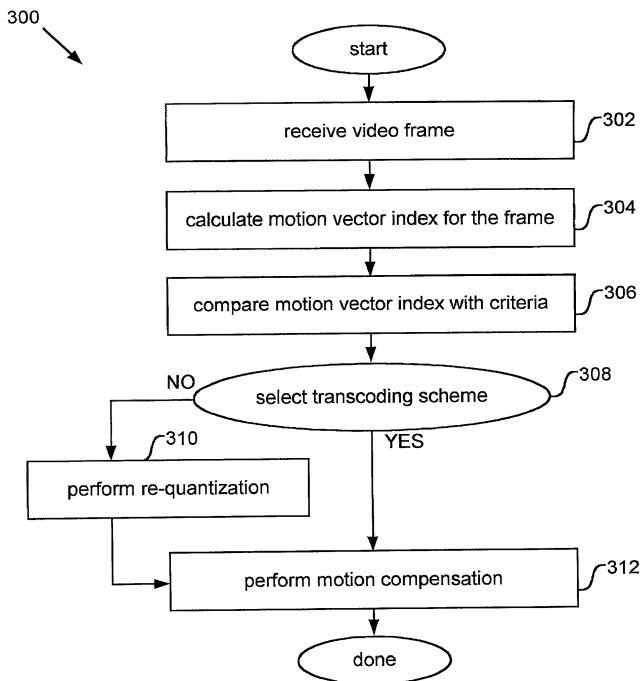 300
start
receive video frame
302
calculate motion vector index for the frame
304
compare motion vector index with criteria
306
select transcoding scheme
308
NO
YES
310
perform re-quantization
perform motion compensation
312
done